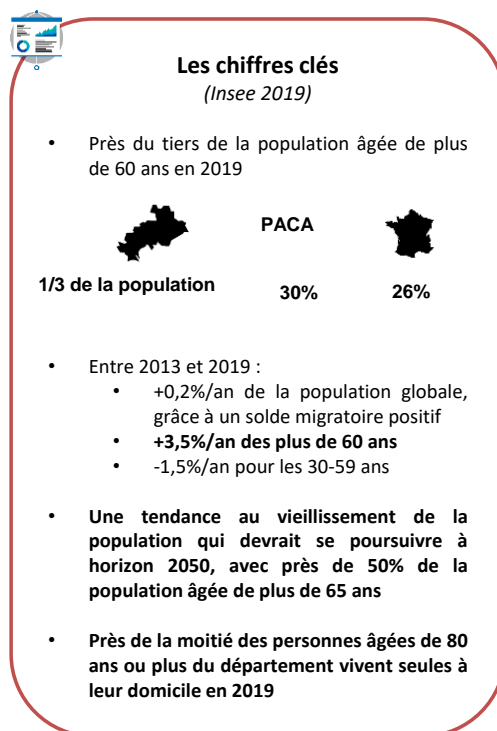 Les chiffres clés
(Insee 2019)
• Près du tiers de la population âgée de plus
de 60 ans en 2019
PACA
1/3 de la population
30%
26%
• Entre 2013 et 2019 :
• +0,2%/an de la population globale,
grâce à un solde migratoire positif
• +3,5%/an des plus de 60 ans
• -1,5%/an pour les 30-59 ans
• Une tendance au vieillissement de la
population qui devrait se poursuivre à
horizon 2050, avec près de 50% de la
population âgée de plus de 65 ans
• Près de la moitié des personnes âgées de 80
ans ou plus du département vivent seules à
leur domicile en 2019